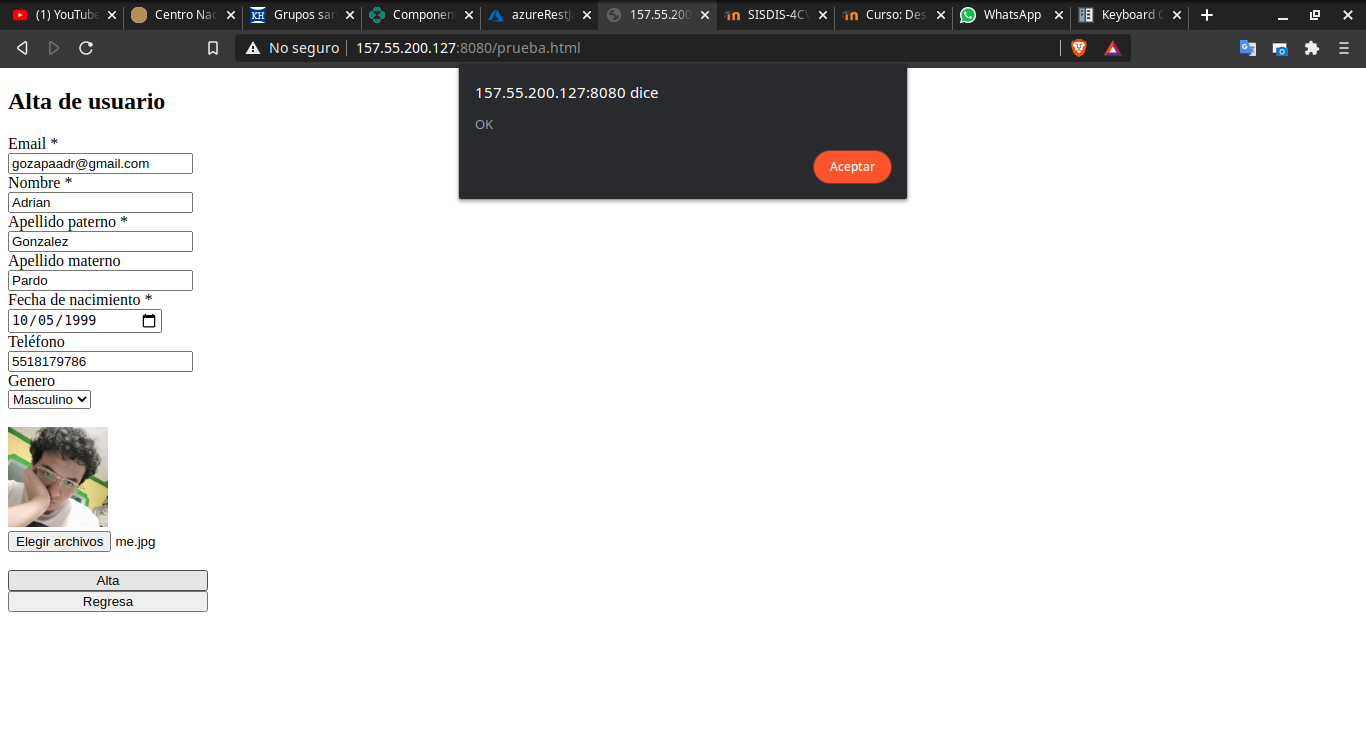 (1) YouTube
Centro Nac
Grupos san
Component
azureRest
157.55.200
SISDIS-4CV
Curso: Des
WhatsApp
Keyboard C
No seguro 157.55.200.127:8080/prueba.html
157.55.200.127:8080 dice
OK
Aceptar
Alta de usuario
Email *
gozapaadr@gmail.com
Nombre *
Adrian
Apellido paterno *
Gonzalez
Apellido materno
Pardo
Fecha de nacimiento *
10/05/1999
Teléfono
5518179786
Genero
Masculino
Elegir archivos me.jpg
Alta
Regresa